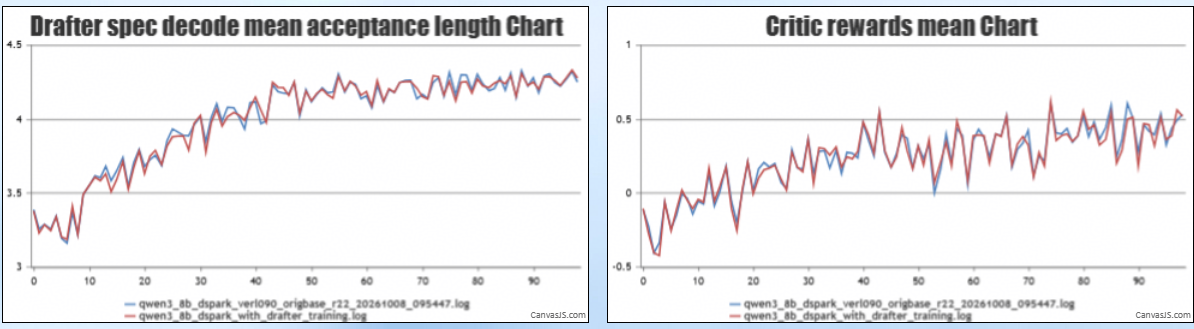 Drafter spec decode mean acceptance length Chart
4.5
4
3.5
3
0 10 20 30 40 50 60 70 80 90
qwen3_8b_dspark_verl090_origbase_r22_20261008_095447.log
qwen3_8b_dspark_with_drafter_training.log
CanvasJS.com
Critic rewards mean Chart
1
0.5
0
-0.5
0 10 20 30 40 50 60 70 80 90
qwen3_8b_dspark_verl090_origbase_r22_20261008_095447.log
qwen3_8b_dspark_with_drafter_training.log
CanvasJS.com